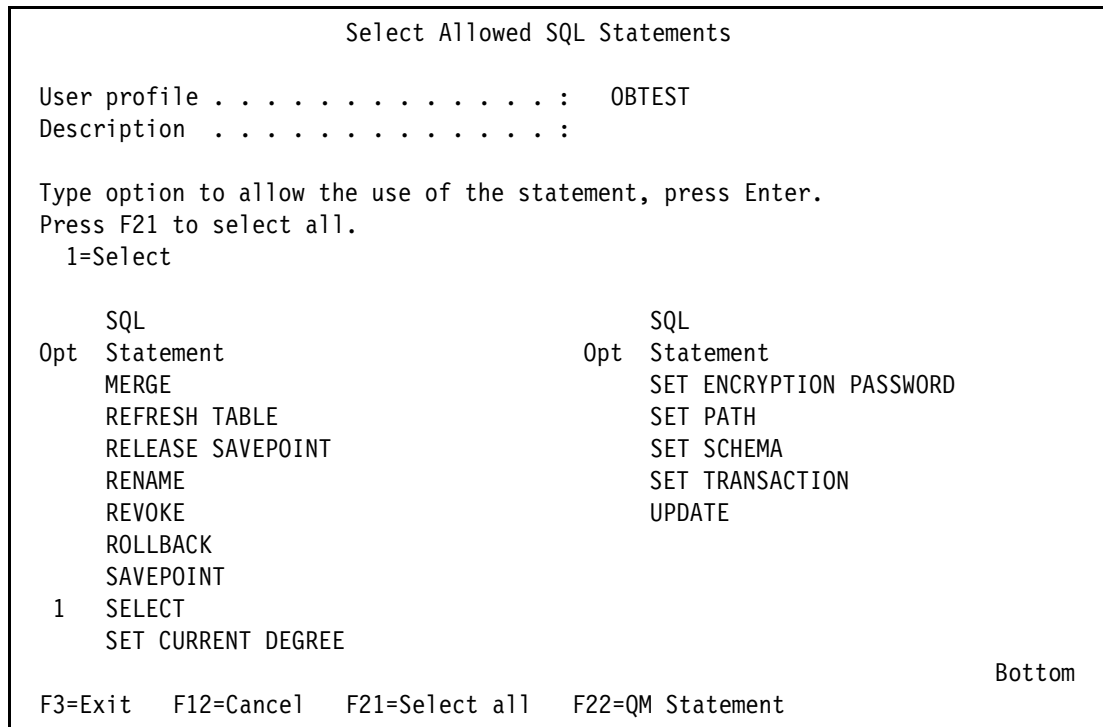 Select Allowed SQL Statements
User profile . . . . . . . . . . . . . . :   OBTEST
Description  . . . . . . . . . . . . . . :
Type option to allow the use of the statement, press Enter.
Press F21 to select all.
1=Select
SQL                                SQL
Opt  Statement                     Opt  Statement
MERGE                              SET ENCRYPTION PASSWORD
REFRESH TABLE                      SET PATH
RELEASE SAVEPOINT                  SET SCHEMA
RENAME                             SET TRANSACTION
REVOKE                             UPDATE
ROLLBACK
SAVEPOINT
1   SELECT
SET CURRENT DEGREE
Bottom
F3=Exit   F12=Cancel   F21=Select all   F22=QM Statement